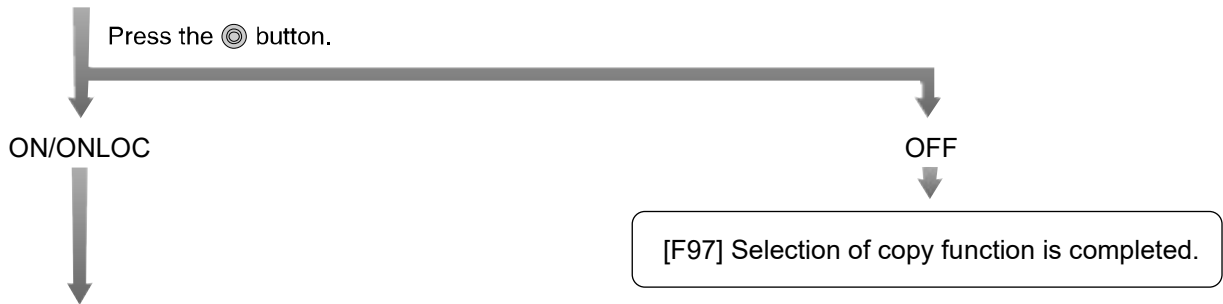 Press the button.
ON/ONLOC
OFF
[F97] Selection of copy function is completed.